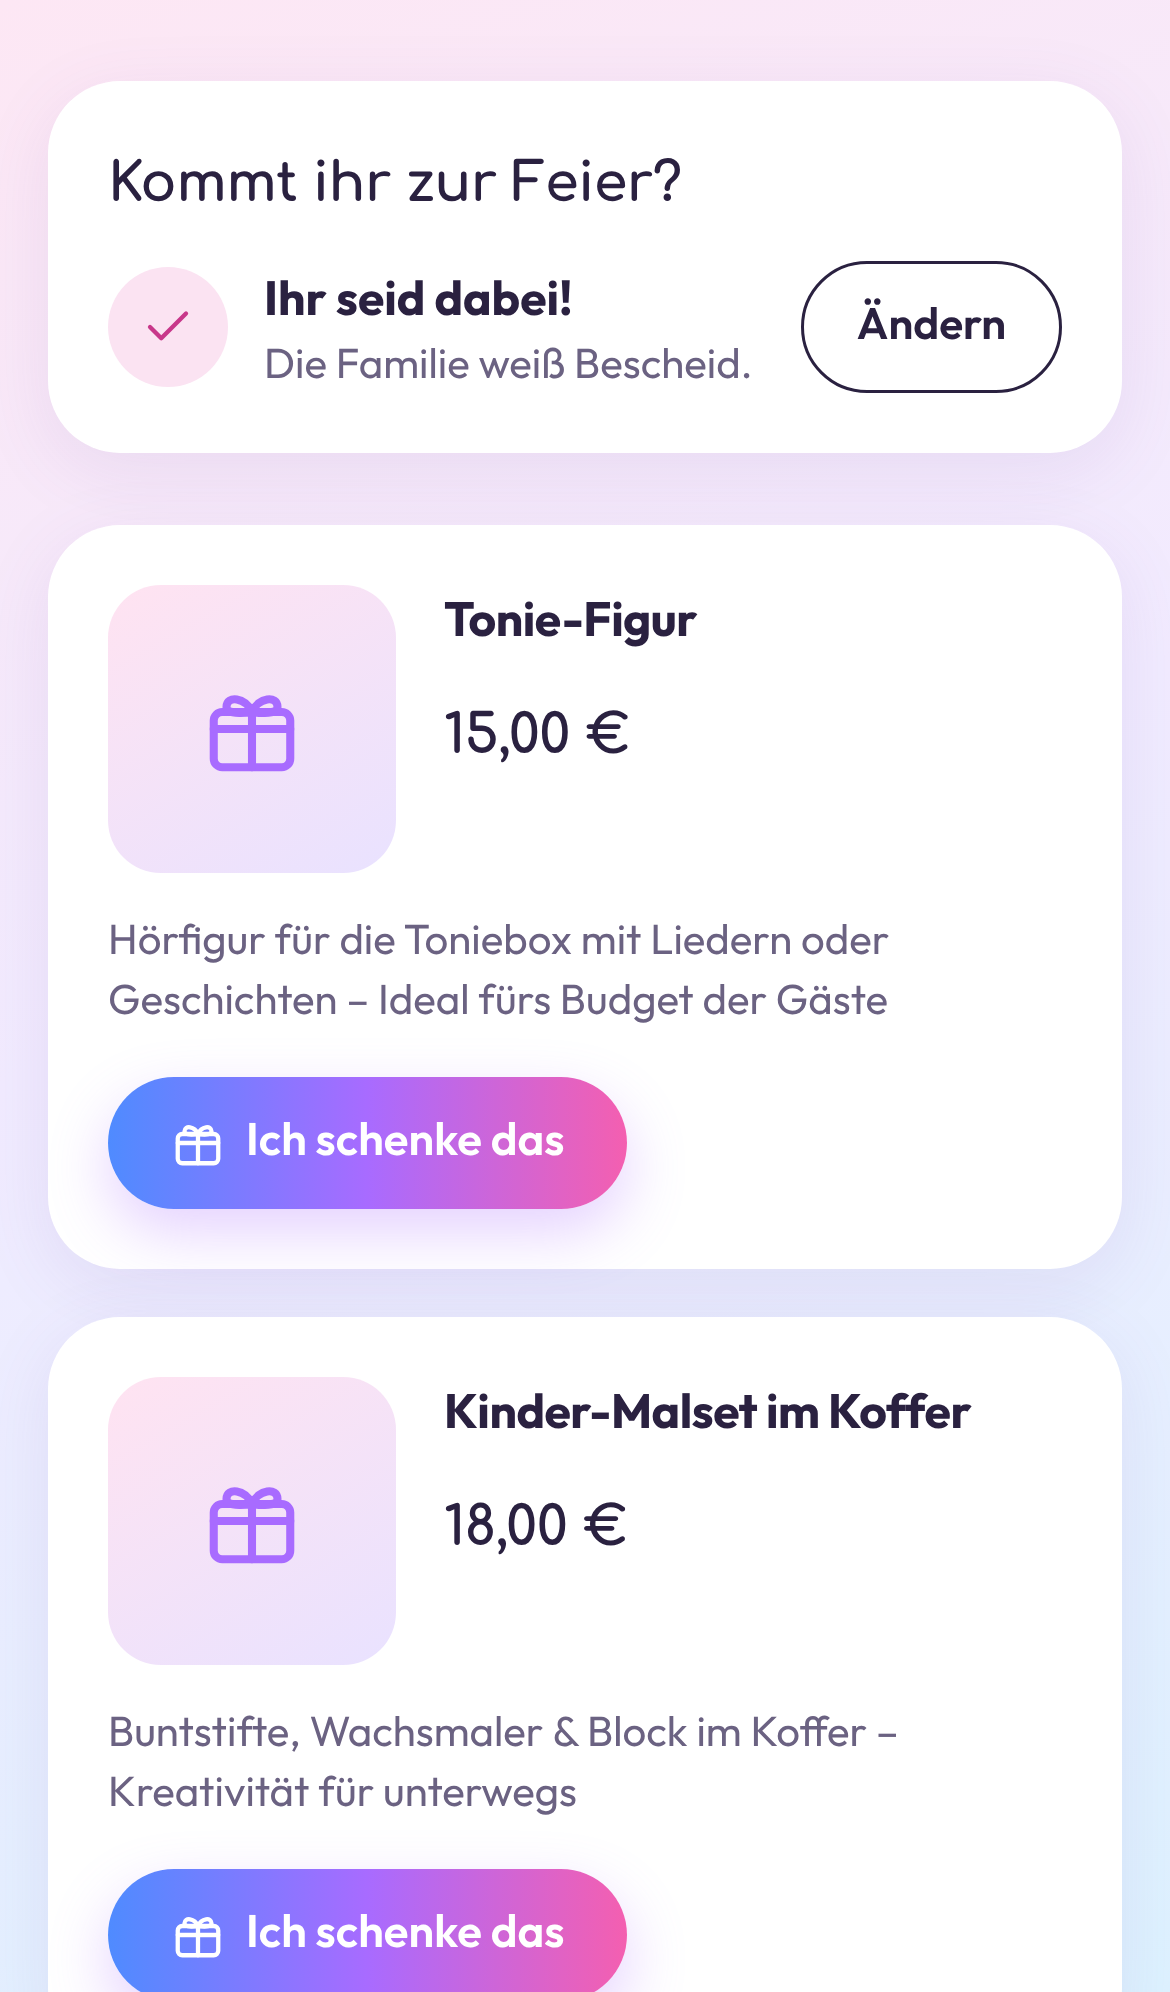 Kommt ihr zur Feier?
Ihr seid dabei!
Die Familie weiß Bescheid.
Ändern
Tonie-Figur
15,00 €
Hörfigur für die Toniebox mit Liedern oder
Geschichten – Ideal fürs Budget der Gäste
Ich schenke das
Kinder-Malset im Koffer
18,00 €
Buntstifte, Wachsmaler & Block im Koffer –
Kreativität für unterwegs
Ich schenke das